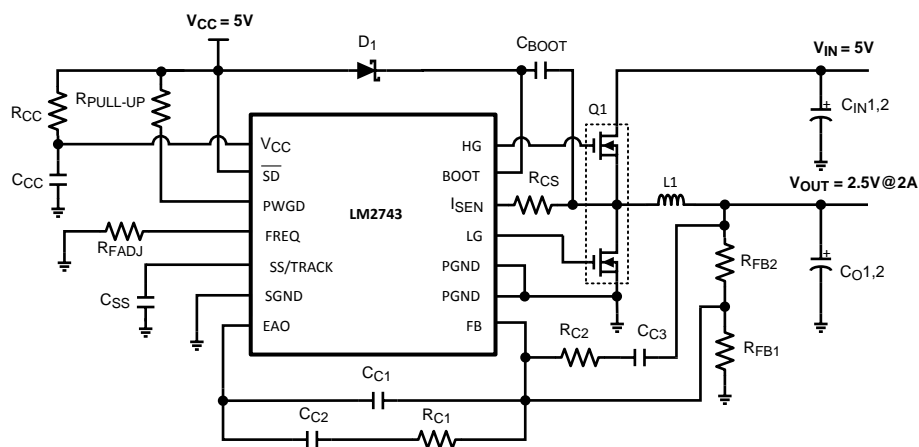 VCC = 5V
D1
CBOOT
VIN = 5V
RCC
RPULL-UP
Q1
+
CIN1,2
VCC
HG
CCC
SD
BOOT
RCS
L1
VOUT = 2.5V@2A
PWGD
LM2743
ISEN
FREQ
LG
RFADJ
SS/TRACK
PGND
RFB2
+
CO1,2
CSS
SGND
PGND
EAO
FB
RC2
CC3
RFB1
CC1
CC2
RC1